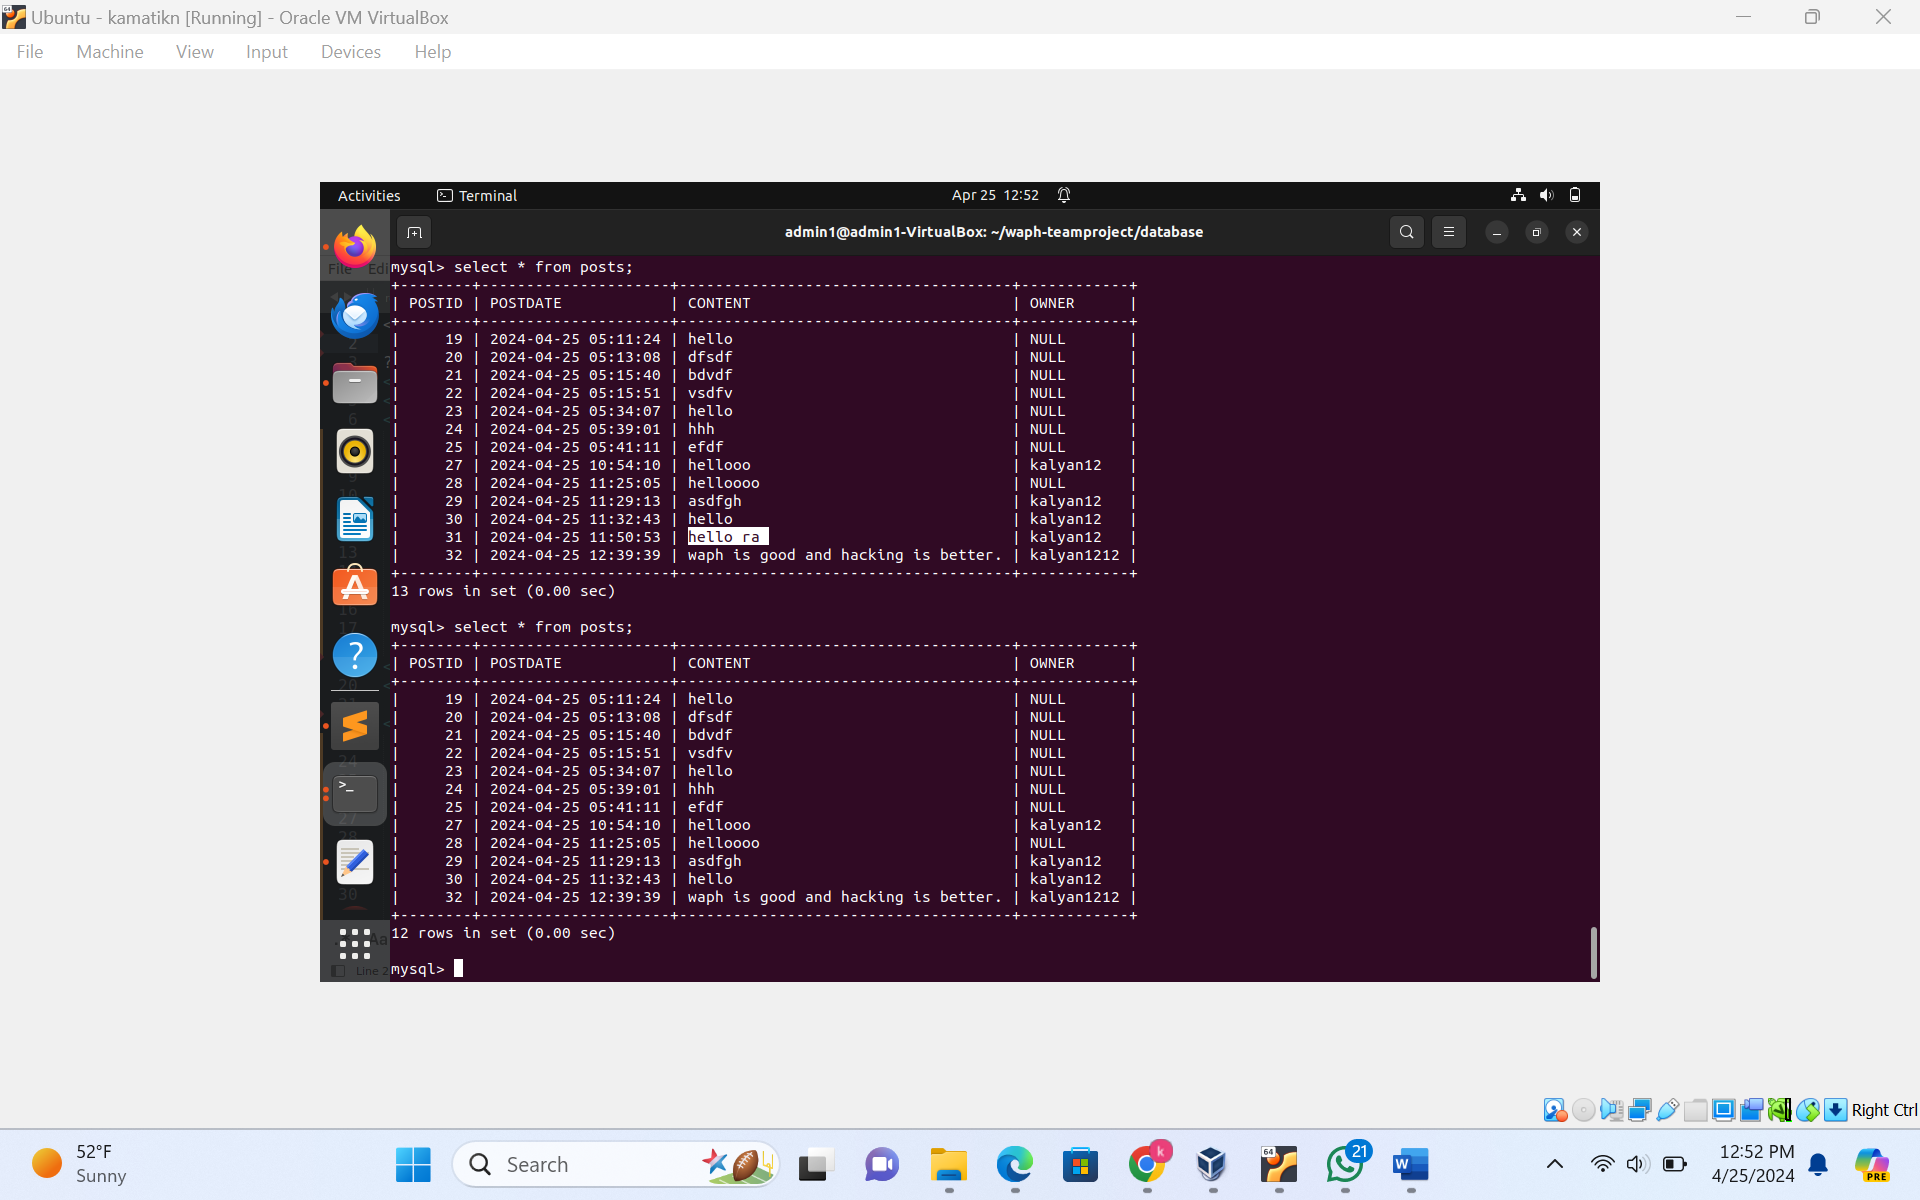 Ubuntu - kamatikn [Running] - Oracle VM VirtualBox
File Machine View Input Devices Help
Activities Terminal Apr 25 12:52
admin1@admin1-VirtualBox: ~/waph-teamproject/database
mysql> select * from posts;
+--------+---------------------+-------------------------------------+------------+
| POSTID | POSTDATE | CONTENT | OWNER |
+--------+---------------------+-------------------------------------+------------+
| 19 | 2024-04-25 05:11:24 | hello | NULL |
| 20 | 2024-04-25 05:13:08 | dfsdf | NULL |
| 21 | 2024-04-25 05:15:40 | bdvdf | NULL |
| 22 | 2024-04-25 05:15:51 | vsdfv | NULL |
| 23 | 2024-04-25 05:34:07 | hello | NULL |
| 24 | 2024-04-25 05:39:01 | hhh | NULL |
| 25 | 2024-04-25 05:41:11 | efdf | NULL |
| 27 | 2024-04-25 10:54:10 | hellooo | kalyan12 |
| 28 | 2024-04-25 11:25:05 | helloooo | NULL |
| 29 | 2024-04-25 11:29:13 | asdfgh | kalyan12 |
| 30 | 2024-04-25 11:32:43 | hello | kalyan12 |
| 31 | 2024-04-25 11:50:53 | hello ra | kalyan12 |
| 32 | 2024-04-25 12:39:39 | waph is good and hacking is better. | kalyan1212 |
+--------+---------------------+-------------------------------------+------------+
13 rows in set (0.00 sec)
mysql> select * from posts;
+--------+---------------------+-------------------------------------+------------+
| POSTID | POSTDATE | CONTENT | OWNER |
+--------+---------------------+-------------------------------------+------------+
| 19 | 2024-04-25 05:11:24 | hello | NULL |
| 20 | 2024-04-25 05:13:08 | dfsdf | NULL |
| 21 | 2024-04-25 05:15:40 | bdvdf | NULL |
| 22 | 2024-04-25 05:15:51 | vsdfv | NULL |
| 23 | 2024-04-25 05:34:07 | hello | NULL |
| 24 | 2024-04-25 05:39:01 | hhh | NULL |
| 25 | 2024-04-25 05:41:11 | efdf | NULL |
| 27 | 2024-04-25 10:54:10 | hellooo | kalyan12 |
| 28 | 2024-04-25 11:25:05 | helloooo | NULL |
| 29 | 2024-04-25 11:29:13 | asdfgh | kalyan12 |
| 30 | 2024-04-25 11:32:43 | hello | kalyan12 |
| 32 | 2024-04-25 12:39:39 | waph is good and hacking is better. | kalyan1212 |
+--------+---------------------+-------------------------------------+------------+
12 rows in set (0.00 sec)
mysql>
Right Ctrl
52°F
Sunny
Search
21
12:52 PM
4/25/2024
PRE